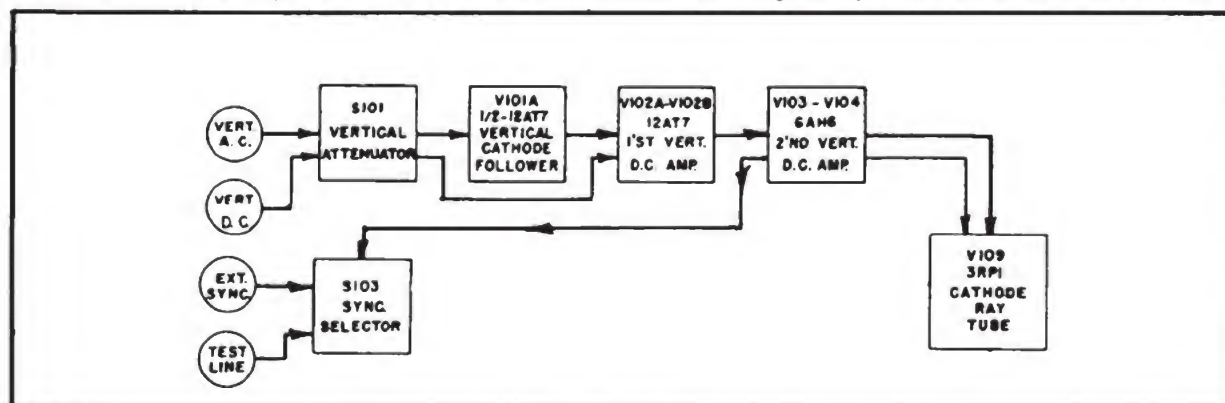 VERT.
A. C.
VERT
D. C.
EXT.
SYNC.
TEST
LINE
S101
VERTICAL
ATTENUATOR
S103
SYNC.
SELECTOR
V101A
1/2-12AT7
VERTICAL
CATHODE
FOLLOWER
V102A-V102B
12AT7
1'ST VERT.
D.C. AMP.
V103 - V104
6AH6
2'ND VERT.
D.C. AMP.
V109
3RP1
CATHODE
RAY
TUBE